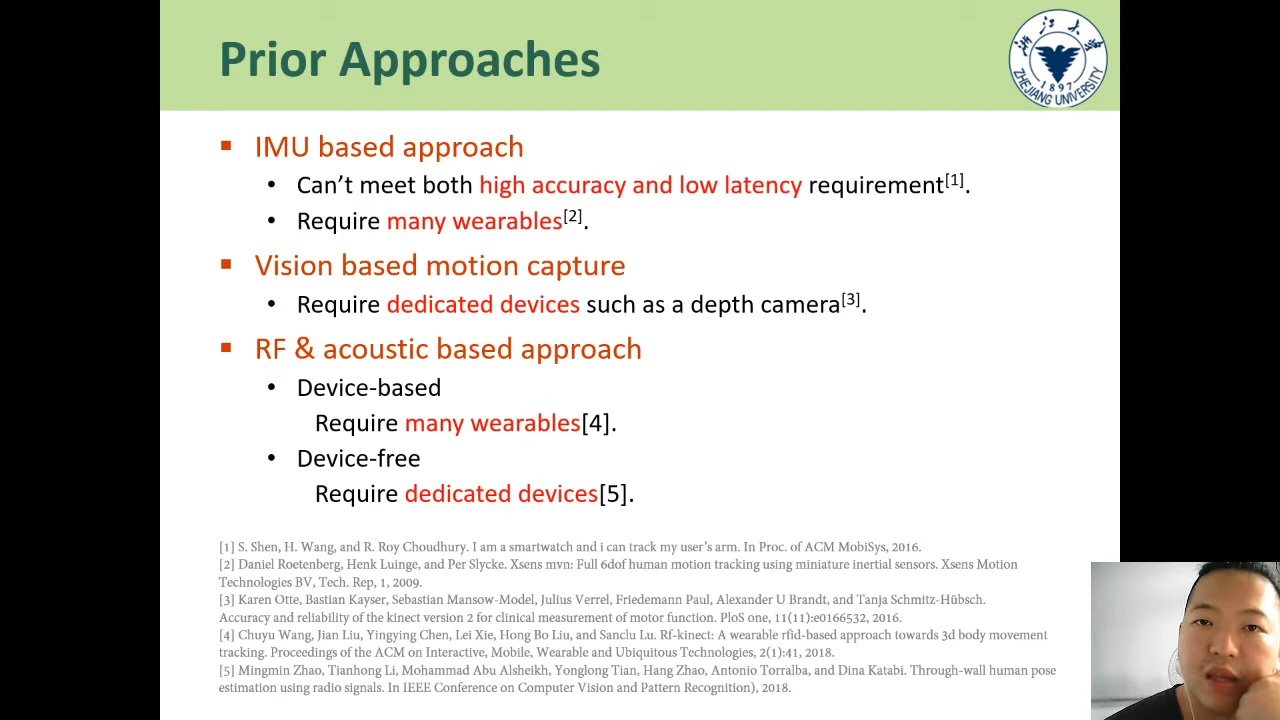 Prior Approaches
浙江大学
ZHEJIANG UNIVERSITY
1897
▪ IMU based approach
• Can't meet both high accuracy and low latency requirement[1].
• Require many wearables[2].
▪ Vision based motion capture
• Require dedicated devices such as a depth camera[3].
▪ RF & acoustic based approach
• Device-based
Require many wearables[4].
• Device-free
Require dedicated devices[5].
[1] S. Shen, H. Wang, and R. Roy Choudhury. I am a smartwatch and i can track my user's arm. In Proc. of ACM MobiSys, 2016.
[2] Daniel Roetenberg, Henk Luinge, and Per Slycke. Xsens mvn: Full 6dof human motion tracking using miniature inertial sensors. Xsens Motion
Technologies BV, Tech. Rep, 1, 2009.
[3] Karen Otte, Bastian Kayser, Sebastian Mansow-Model, Julius Verrel, Friedemann Paul, Alexander U Brandt, and Tanja Schmitz-Hübsch.
Accuracy and reliability of the kinect version 2 for clinical measurement of motor function. PloS one, 11(11):e0166532, 2016.
[4] Chuyu Wang, Jian Liu, Yingying Chen, Lei Xie, Hong Bo Liu, and Sanclu Lu. Rf-kinect: A wearable rfid-based approach towards 3d body movement
tracking. Proceedings of the ACM on Interactive, Mobile, Wearable and Ubiquitous Technologies, 2(1):41, 2018.
[5] Mingmin Zhao, Tianhong Li, Mohammad Abu Alsheikh, Yonglong Tian, Hang Zhao, Antonio Torralba, and Dina Katabi. Through-wall human pose
estimation using radio signals. In IEEE Conference on Computer Vision and Pattern Recognition), 2018.